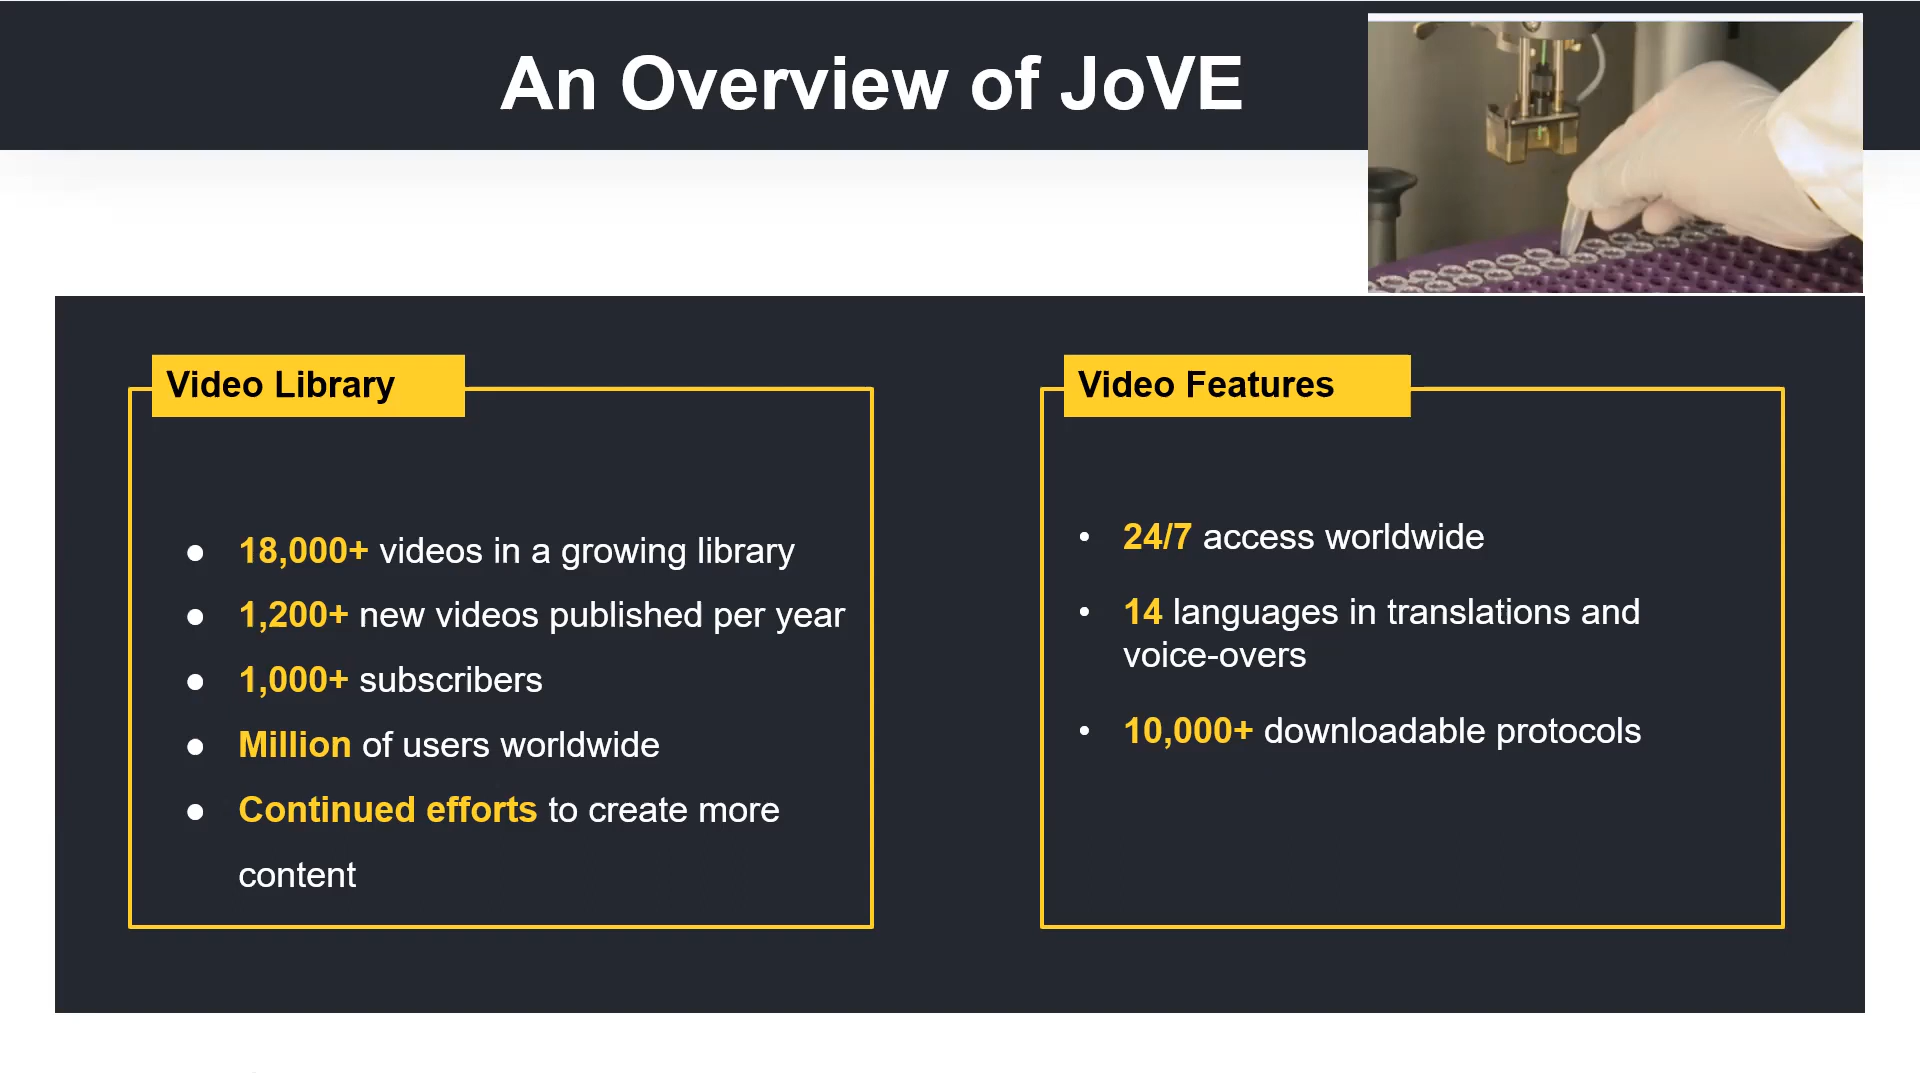 An Overview of JoVE
Video Library
● 18,000+ videos in a growing library
● 1,200+ new videos published per year
● 1,000+ subscribers
● Million of users worldwide
● Continued efforts to create more
content
Video Features
• 24/7 access worldwide
• 14 languages in translations and
voice-overs
• 10,000+ downloadable protocols